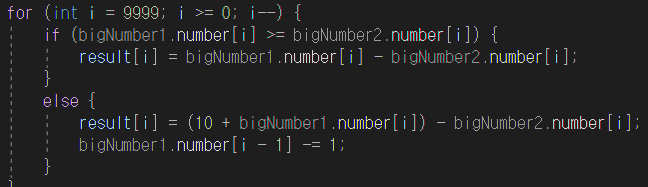 for (int i = 9999; i >= 0; i--) {
if (bigNumber1.number[i] >= bigNumber2.number[i]) {
result[i] = bigNumber1.number[i] - bigNumber2.number[i];
}
else {
result[i] = (10 + bigNumber1.number[i]) - bigNumber2.number[i];
bigNumber1.number[i - 1] -= 1;
}
}